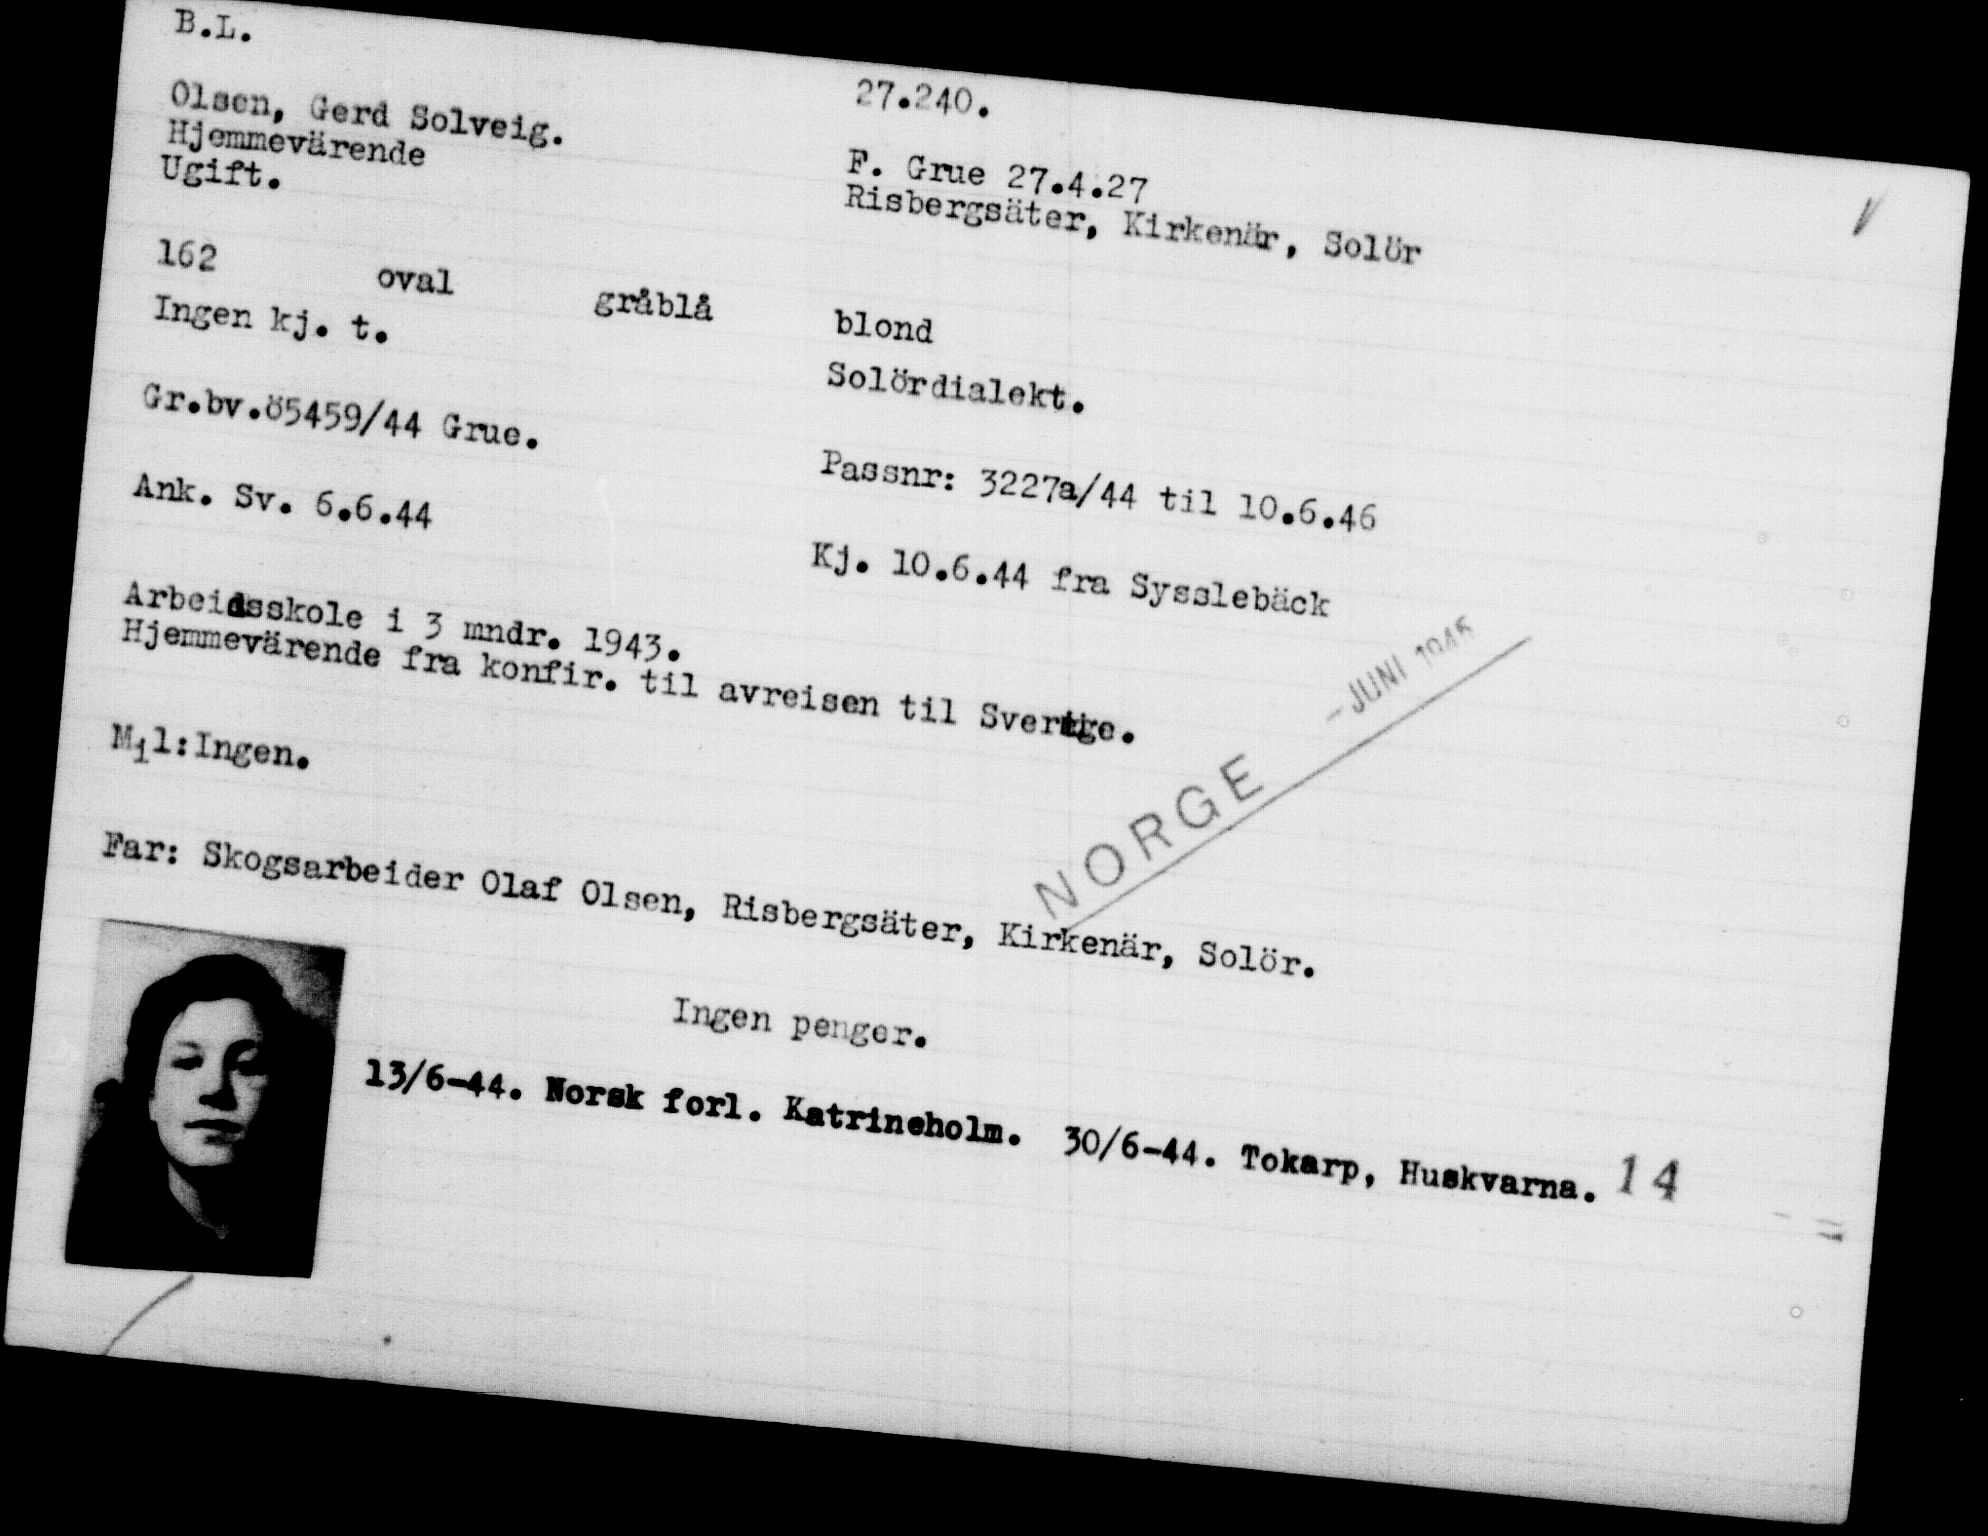 B.L.
27.240.
Olsen, Gerd Solveig.
Hjemmevärende
Ugift.
F. Grue 27.4.27
Risbergsäter, Kirkenär, Solör
162 oval gråblå blond
Ingen kj. t.
Solördialekt.
Gr.bv.ö5459/44 Grue.
Passnr: 3227a/44 til 10.6.46
Ank. Sv. 6.6.44
Kj. 10.6.44 fra Sysslebäck
Arbeidsskole i 3 mndr. 1943.
Hjemmevärende fra konfir. til avreisen til Sverige.
- JUNI 1945
NORGE
Mil:Ingen.
Far: Skogsarbeider Olaf Olsen, Risbergsäter, Kirkenär, Solör.
Ingen penger.
13/6-44. Norsk forl. Katrineholm. 30/6-44. Tokarp, Huskvarna. 14